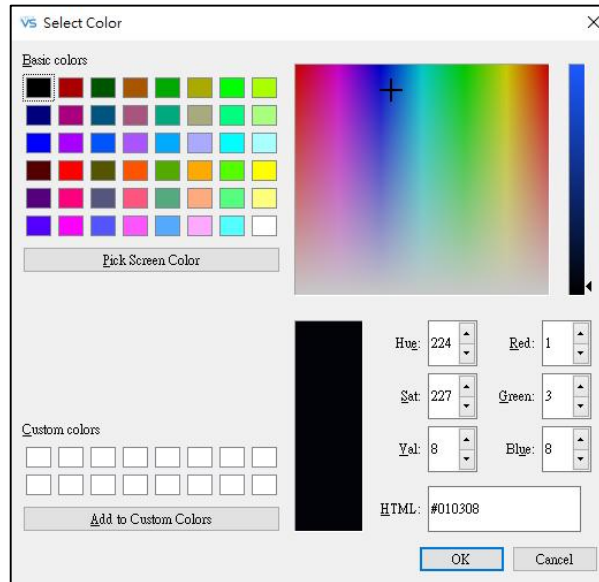 VS Select Color
Basic colors
Pick Screen Color
Custom colors
Add to Custom Colors
Hue: 224
Red: 1
Sat: 227
Green: 3
Val: 8
Blue: 8
HTML: #010308
OK
Cancel